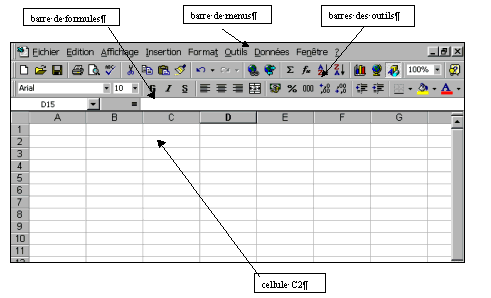 barre·de·formules¶
barre·de·menus¶
barres·des·outils¶
Fichier Edition Affichage Insertion Format Outils Données Fenêtre ?
Σ fx 100%
Arial 10 G I S % 000
D15 =
A B C D E F G
1
2
3
4
5
6
7
8
9
10
11
cellule·C2¶